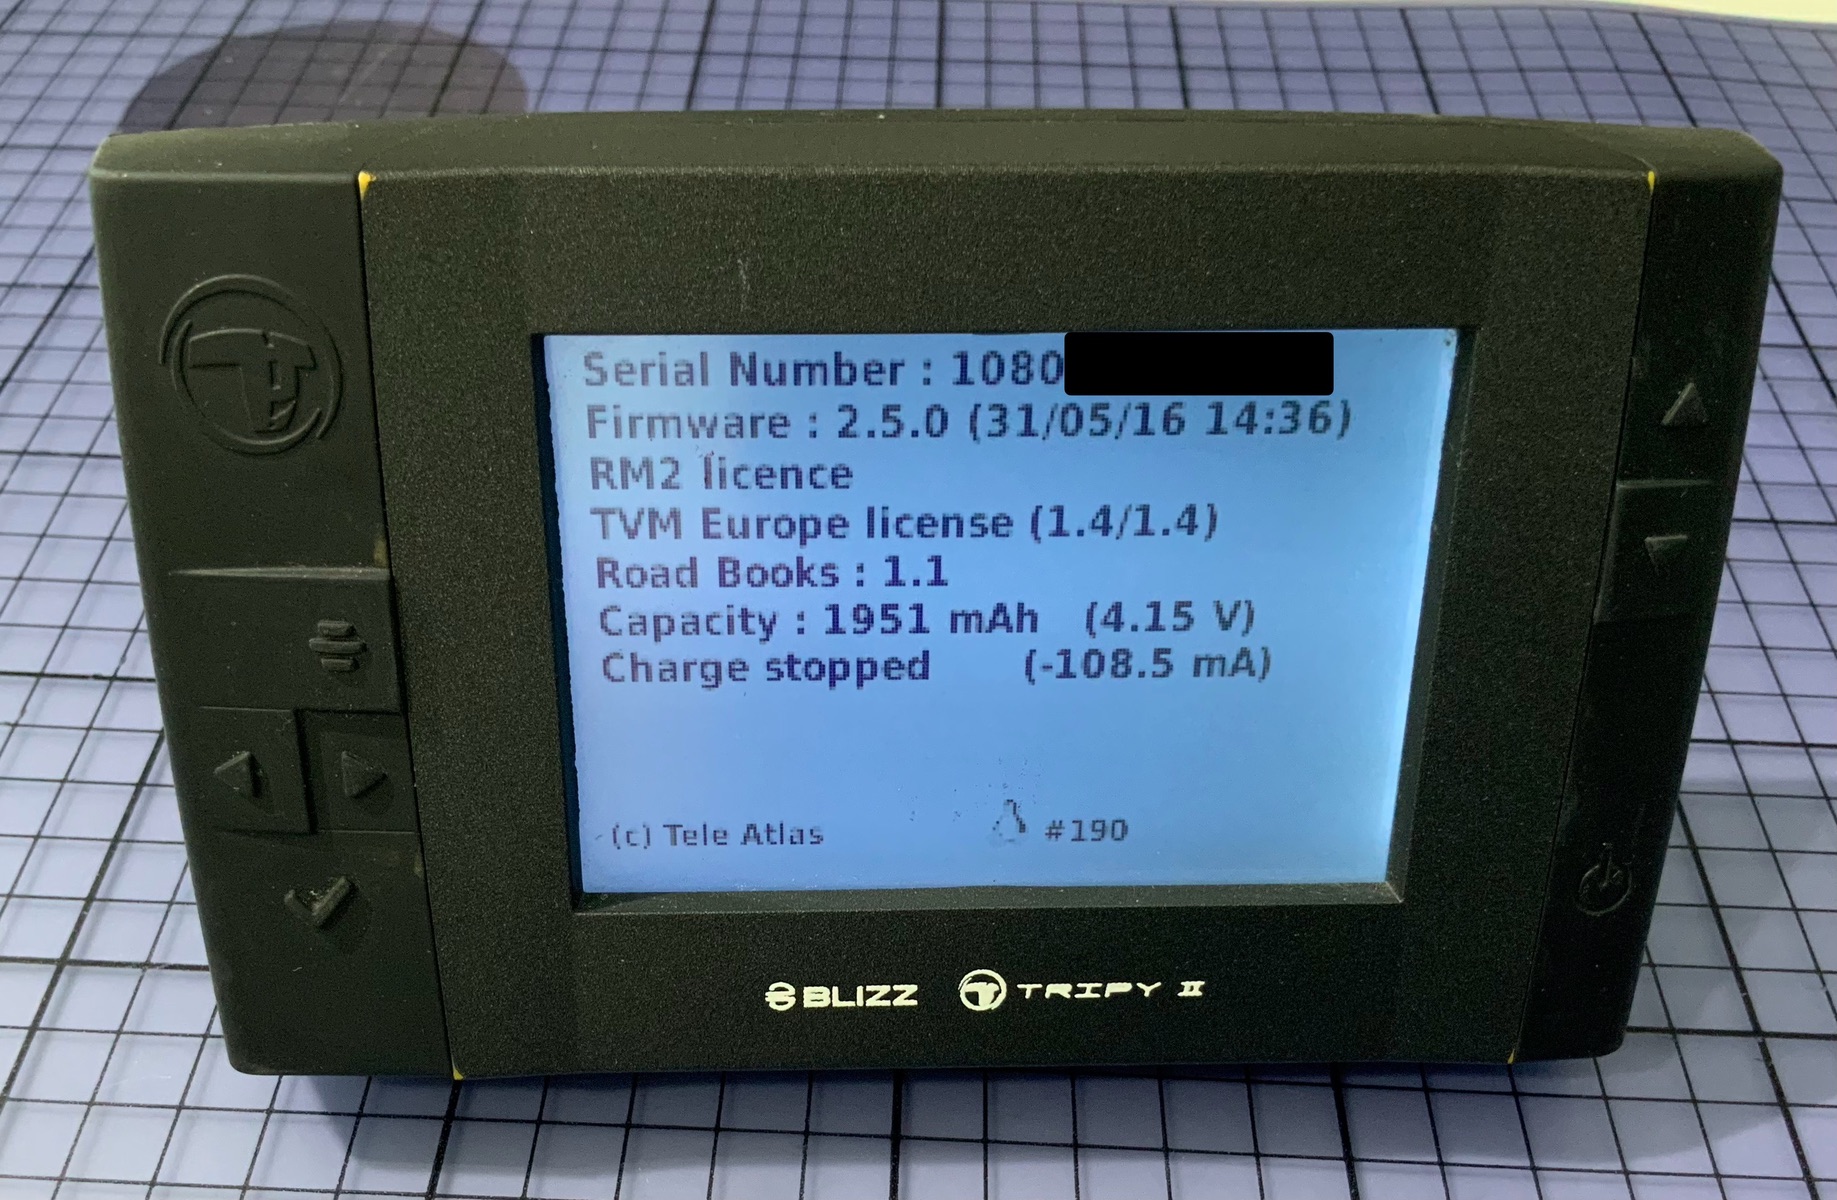 Serial Number : 1080
Firmware : 2.5.0 (31/05/16 14:36)
RM2 licence
TVM Europe license (1.4/1.4)
Road Books : 1.1
Capacity : 1951 mAh (4.15 V)
Charge stopped (-108.5 mA)
(c) Tele Atlas #190
BLIZZ TRIPY II